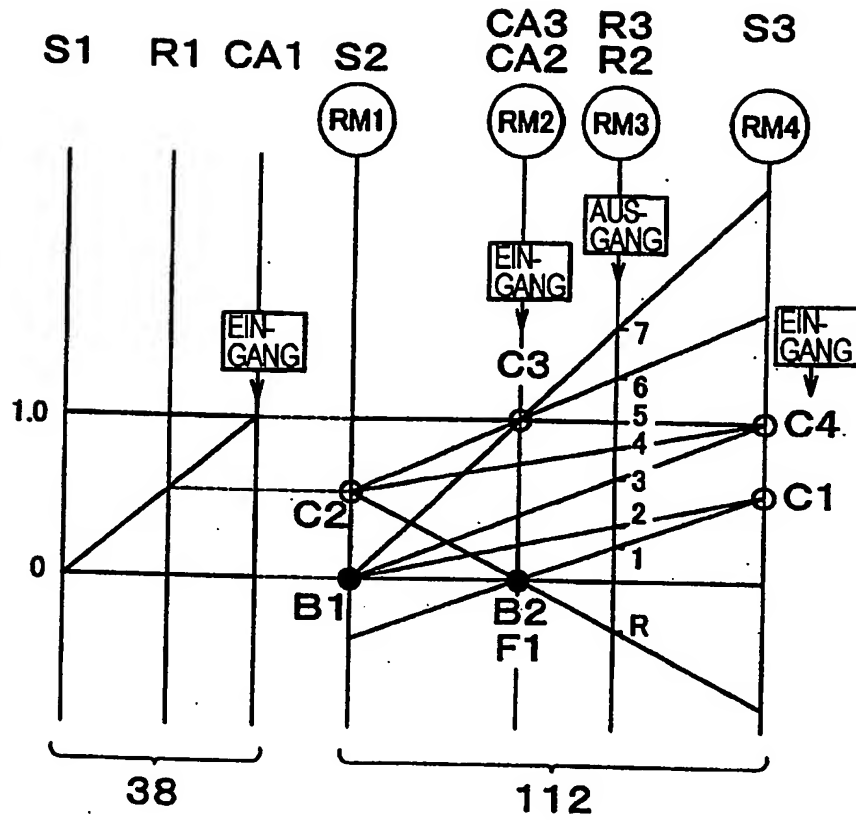 S1 R1 CA1 S2 CA3 R3 S3
CA2 R2
RM1 RM2 RM3 RM4
AUS-
GANG
EIN-
GANG
EIN-
GANG
EIN-
GANG
7
C3
6
1.0
5
C4
4
3
C2
2
C1
1
0
B1
B2
F1
R
38
112